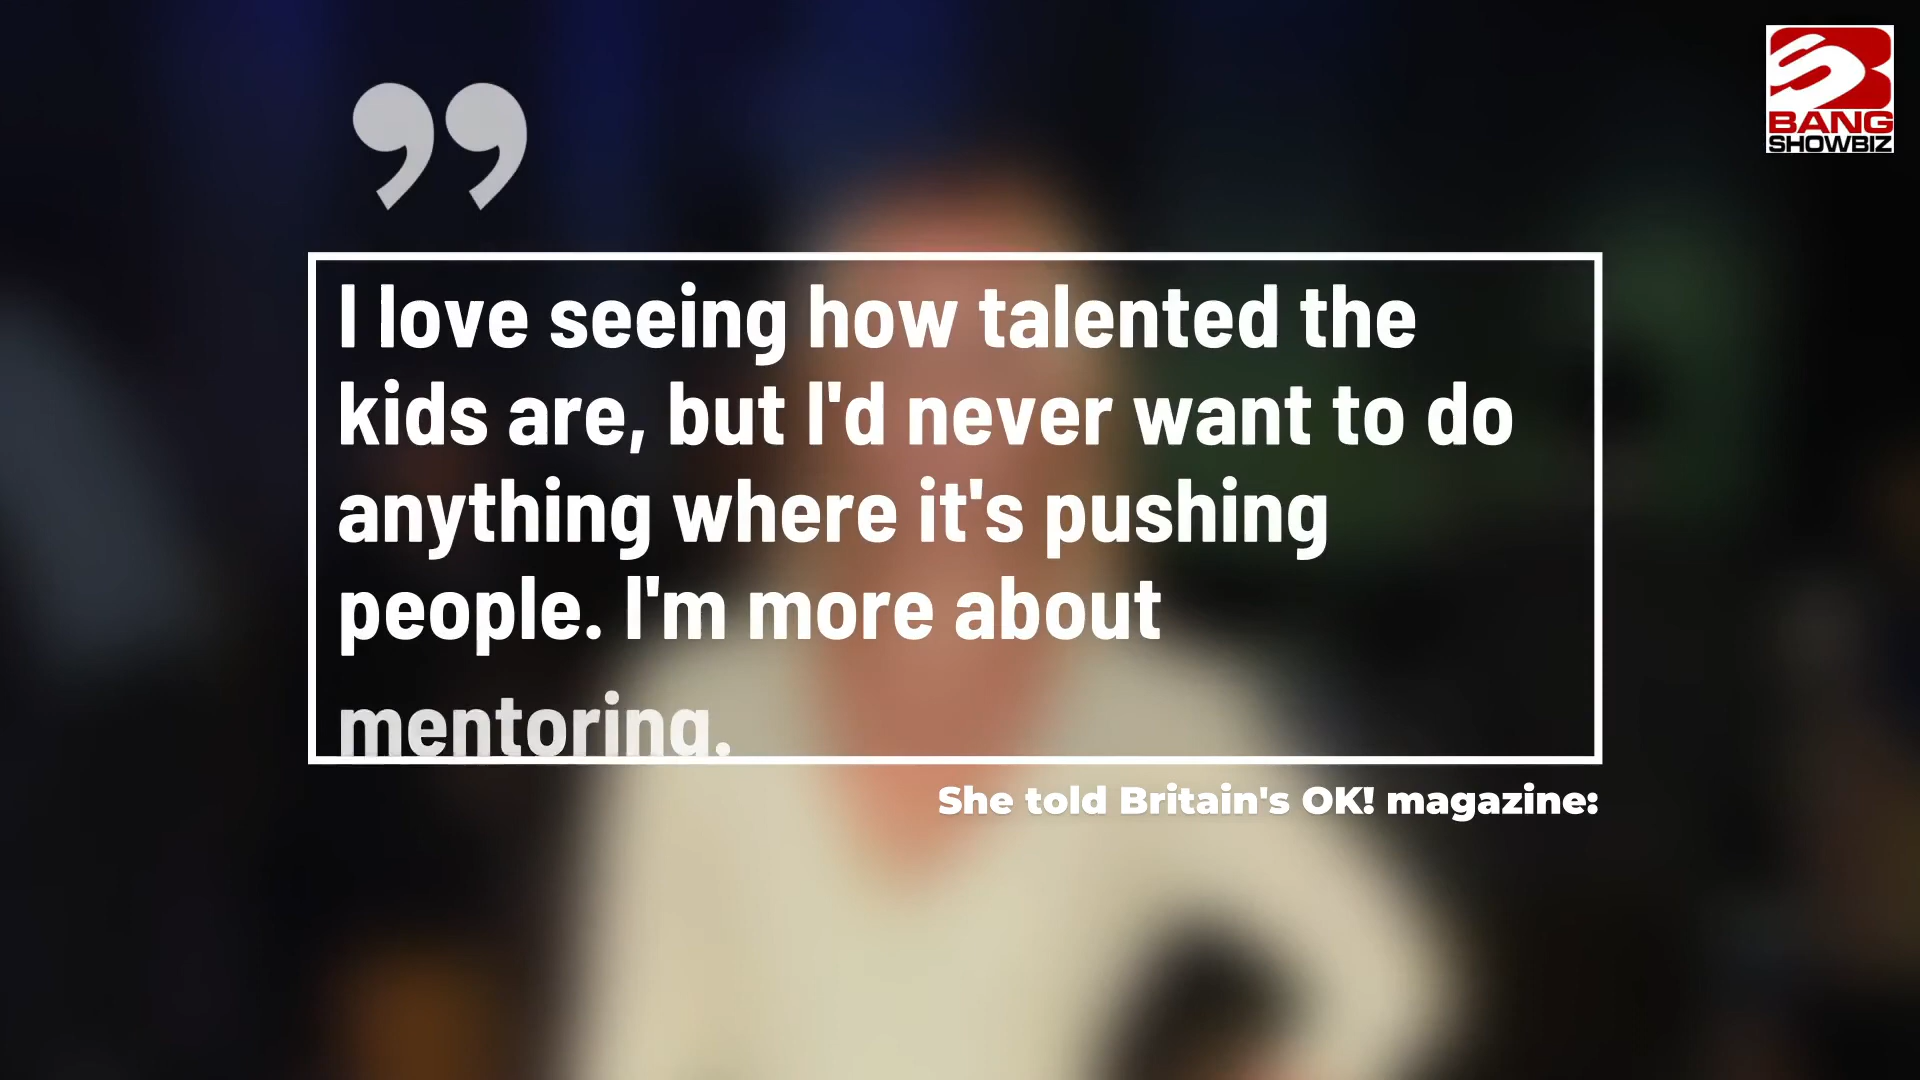 BANG
SHOWBIZ
”
I love seeing how talented the
kids are, but I'd never want to do
anything where it's pushing
people. I'm more about
mentoring.
She told Britain's OK! magazine: